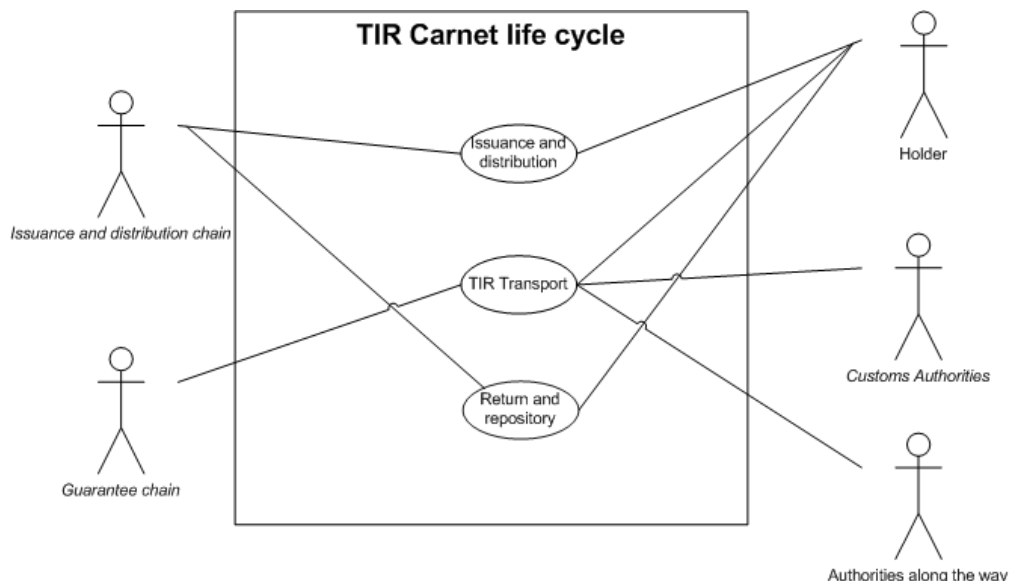 TIR Carnet life cycle
Issuance and
distribution
Holder
Issuance and distribution chain
TIR Transport
Customs Authorities
Return and
repository
Guarantee chain
Authorities along the way